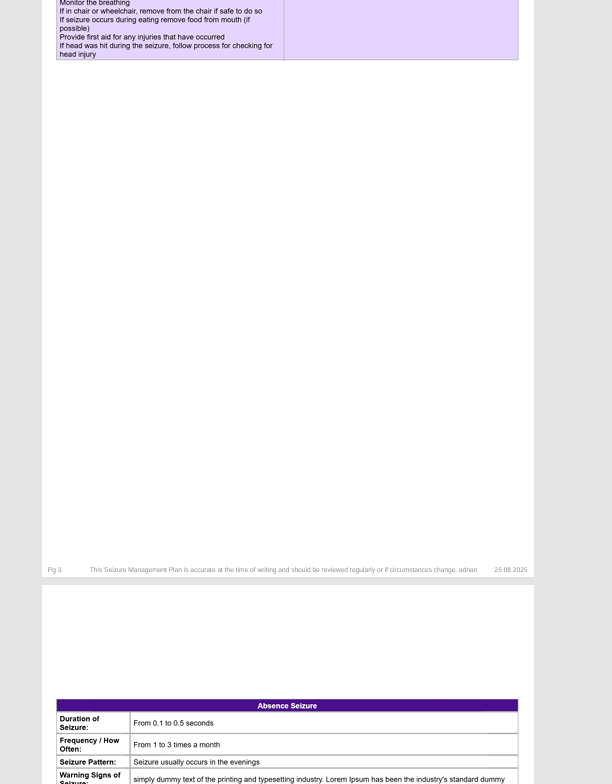 Monitor the breathing
If in chair or wheelchair, remove from the chair if safe to do so
If seizure occurs during eating remove food from mouth (if
possible)
Provide first aid for any injuries that have occurred
If head was hit during the seizure, follow process for checking for
head injury
Pg 3. This Seizure Management Plan is accurate at the time of writing and should be reviewed regularly or if circumstances change. adnan 25 08 2025
Absence Seizure
Duration of
Seizure:
From 0.1 to 0.5 seconds
Frequency / How
Often:
From 1 to 3 times a month
Seizure Pattern: Seizure usually occurs in the evenings
Warning Signs of
Seizure:
simply dummy text of the printing and typesetting industry. Lorem Ipsum has been the industry's standard dummy